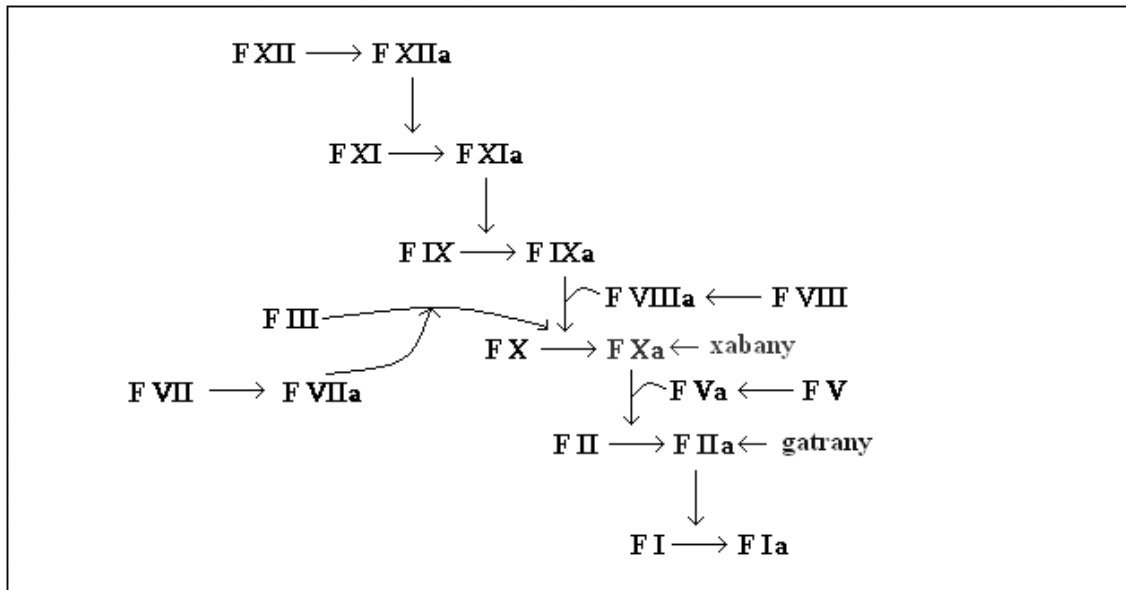 F XII F XIIa
F XI F XIa
F IX F IXa
F VIIIa F VIII
F III
F X F Xa xabany
F VII F VIIa
F Va F V
F II F IIa gatrany
F I F Ia